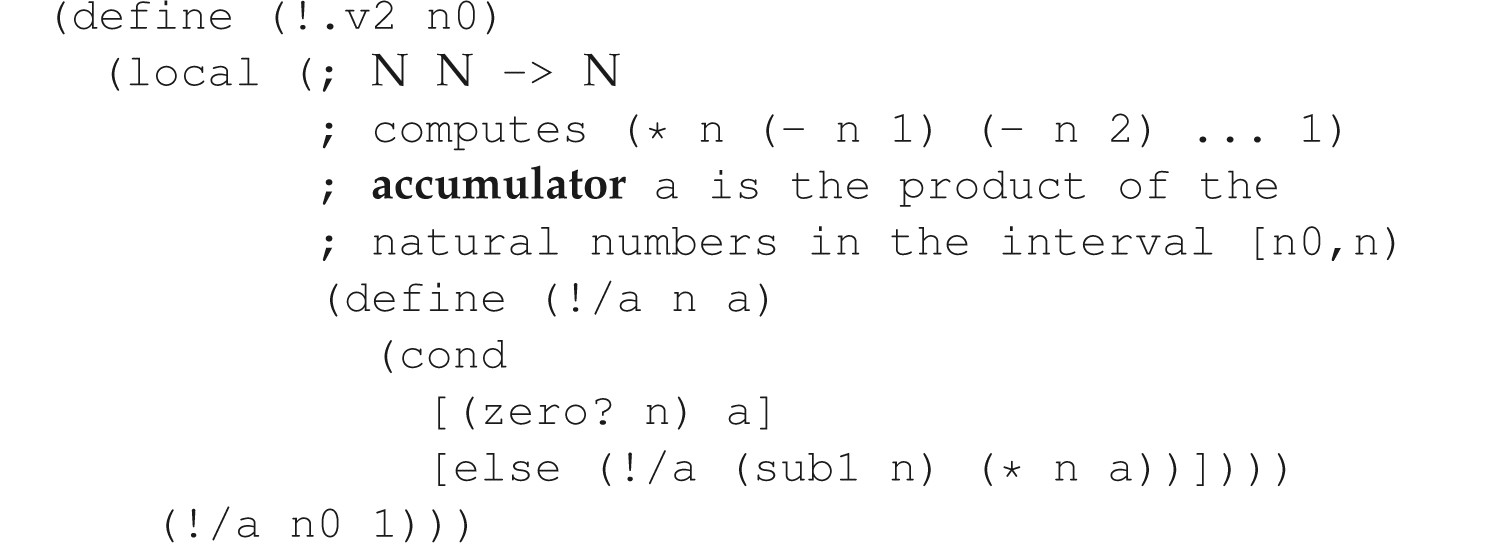 (define (!.v2 n0)
(local (; N N -> N
; computes (* n (- n 1) (- n 2) ... 1)
; accumulator a is the product of the
; natural numbers in the interval [n0,n)
(define (!/a n a)
(cond
[(zero? n) a]
[else (!/a (sub1 n) (* n a))])))
(!/a n0 1)))